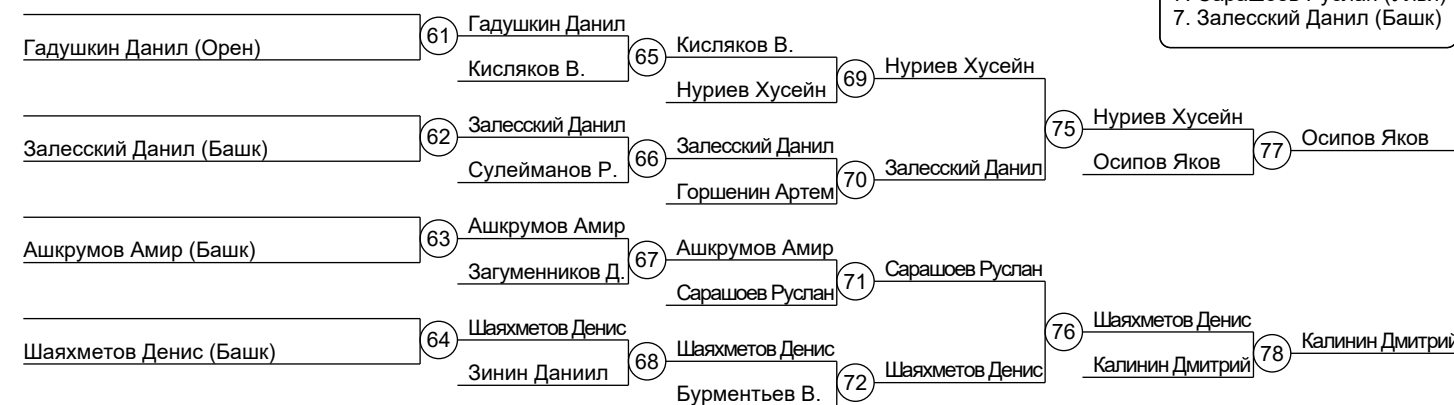 7. Сарашоев Руслан (Ульн)
7. Залесский Данил (Башк)
61
Гадушкин Данил
Гадушкин Данил (Орен)
Кисляков В.
65
Кисляков В.
Нуриев Хусейн
69
Нуриев Хусейн
62
Залесский Данил
Залесский Данил (Башк)
Сулейманов Р.
66
Залесский Данил
Горшенин Артем
70
Залесский Данил
75
Нуриев Хусейн
Осипов Яков
77
Осипов Яков
63
Ашкрумов Амир
Ашкрумов Амир (Башк)
Загуменников Д.
67
Ашкрумов Амир
Сарашоев Руслан
71
Сарашоев Руслан
64
Шаяхметов Денис
Шаяхметов Денис (Башк)
Зинин Даниил
68
Шаяхметов Денис
Бурментьев В.
72
Шаяхметов Денис
76
Шаяхметов Денис
Калинин Дмитрий
78
Калинин Дмитрий